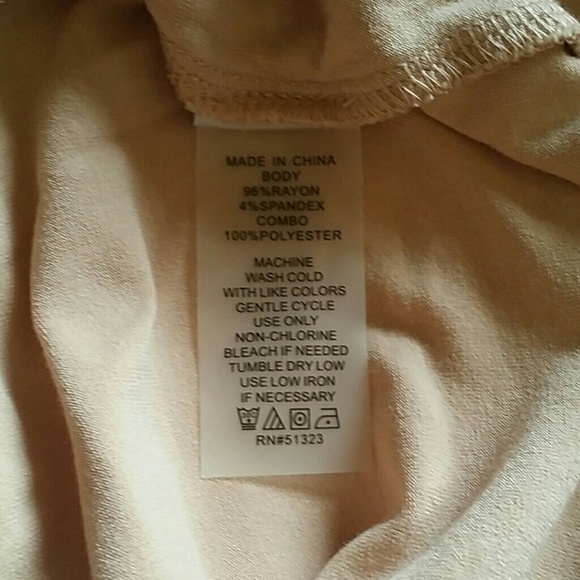 MADE IN CHINA
BODY
96%RAYON
4%SPANDEX
COMBO
100%POLYESTER
MACHINE
WASH COLD
WITH LIKE COLORS
GENTLE CYCLE
USE ONLY
NON-CHLORINE
BLEACH IF NEEDED
TUMBLE DRY LOW
USE LOW IRON
IF NECESSARY
RN#51323